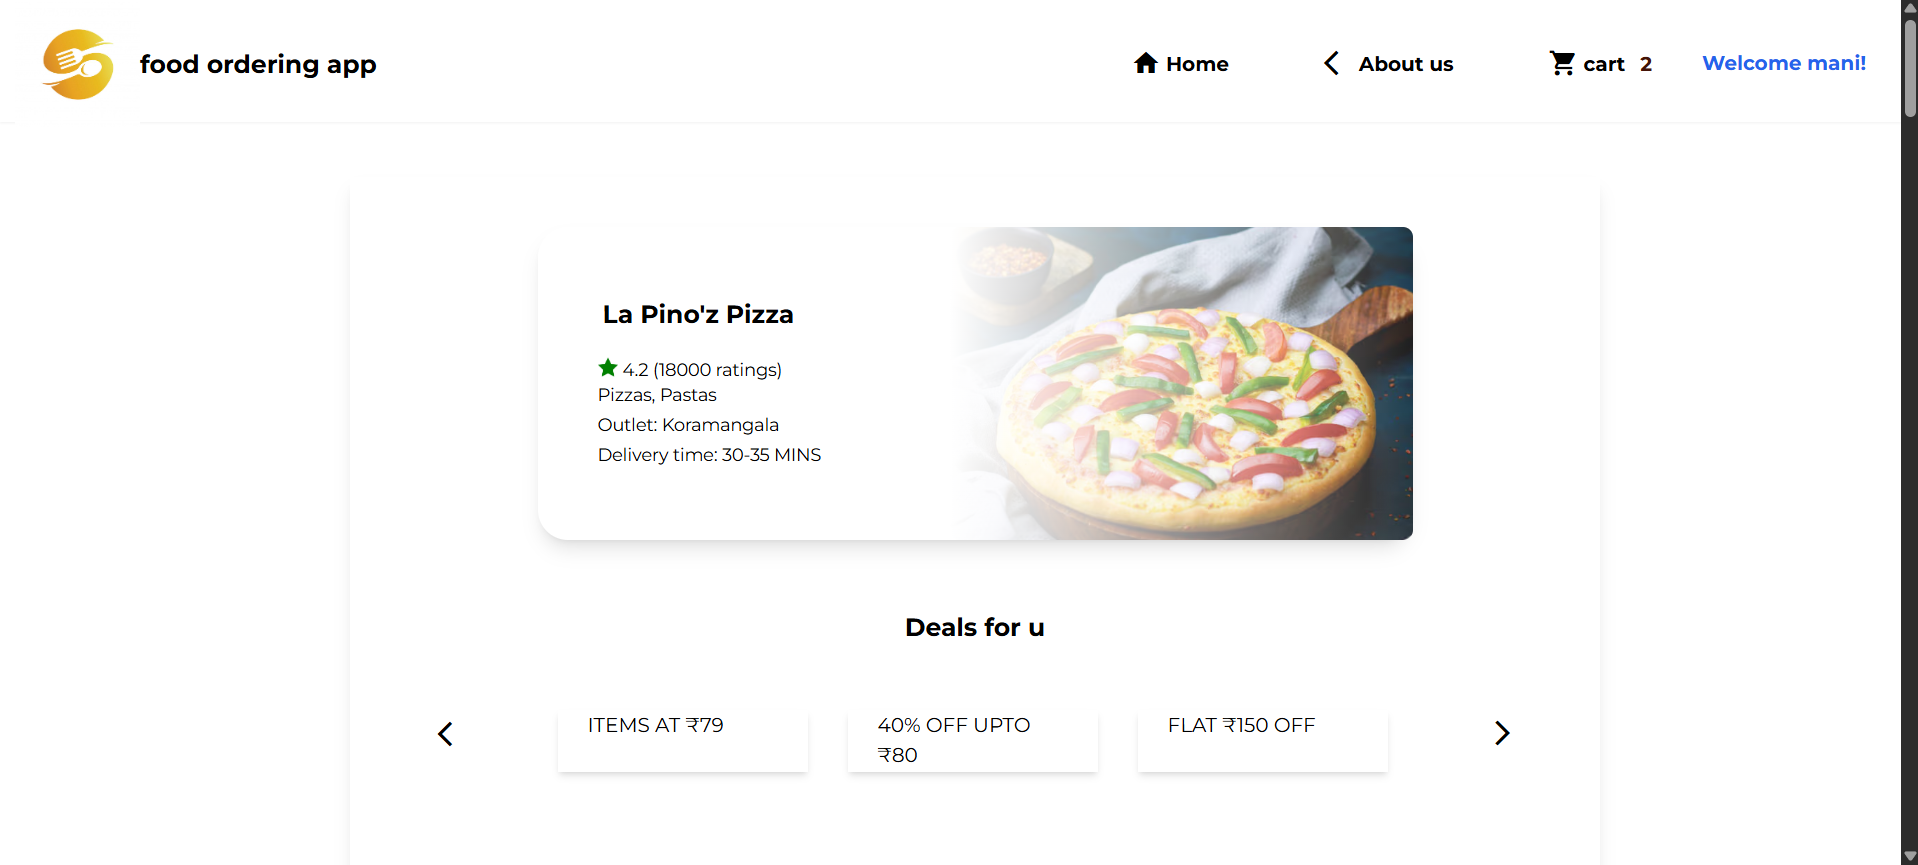 food ordering app
Home
About us
cart 2
Welcome mani!
La Pino'z Pizza
4.2 (18000 ratings)
Pizzas, Pastas
Outlet: Koramangala
Delivery time: 30-35 MINS
Deals for u
ITEMS AT ₹79
40% OFF UPTO
₹80
FLAT ₹150 OFF